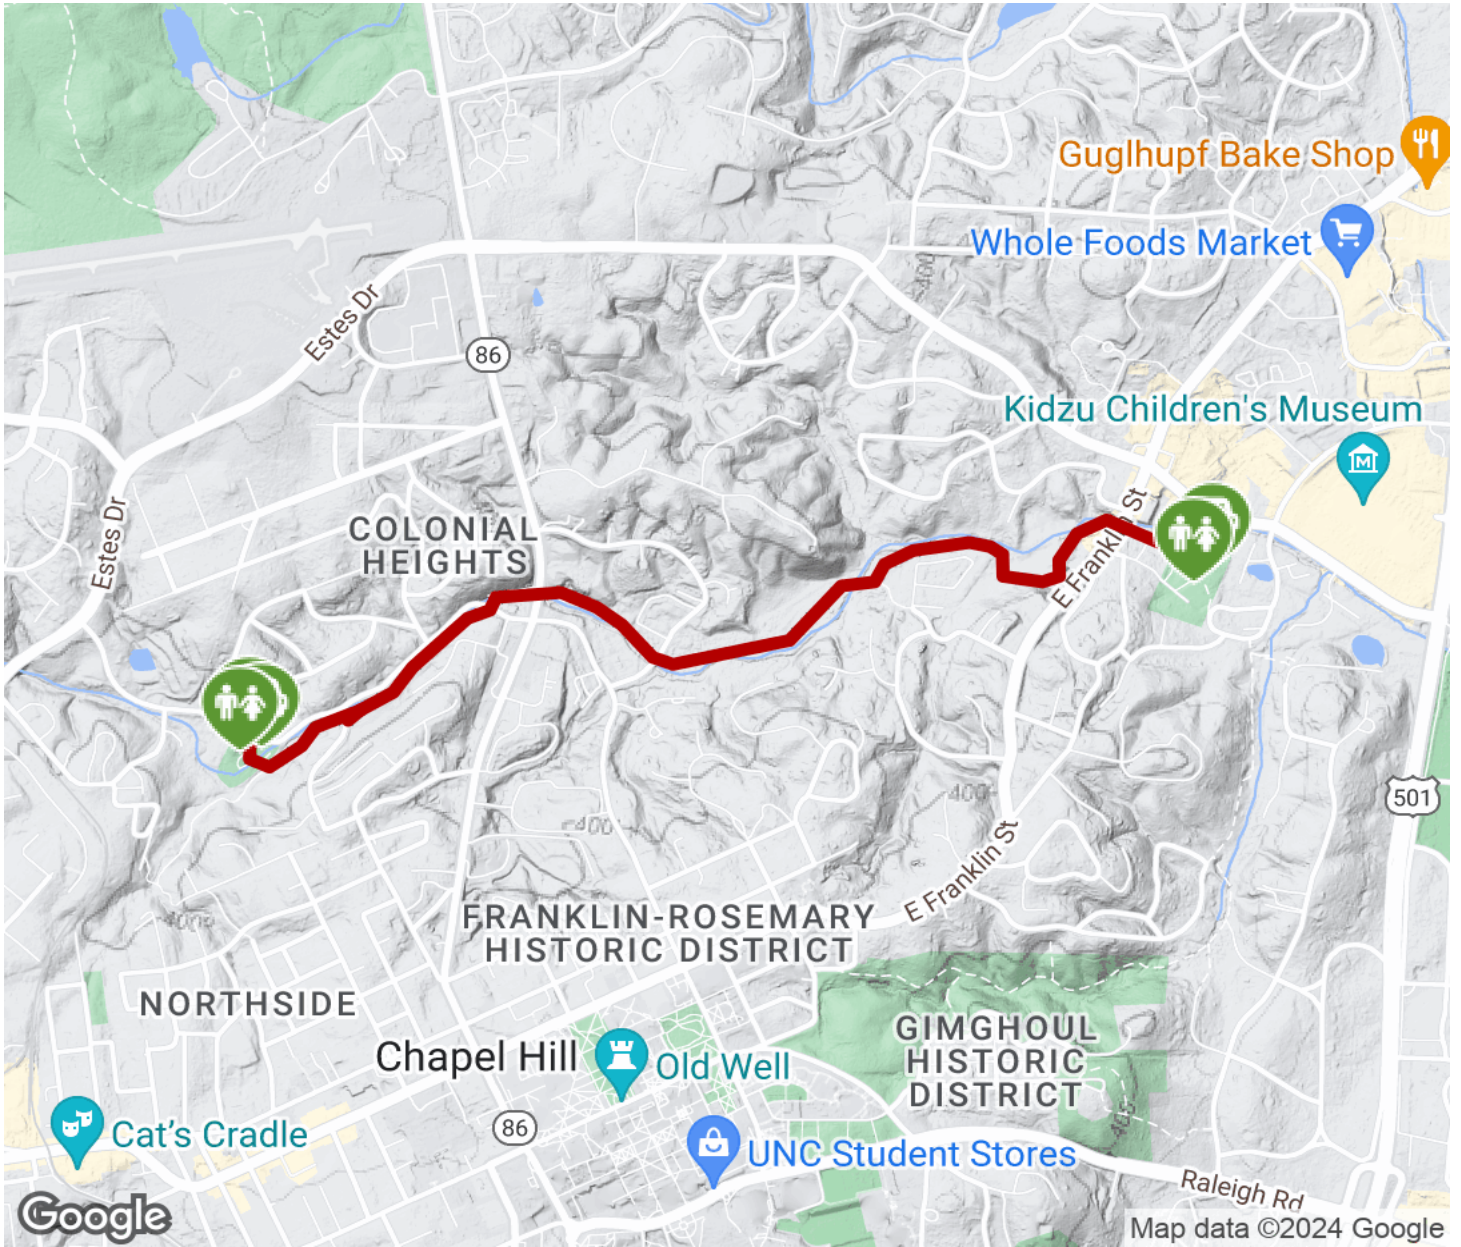 Guglhupf Bake Shop
Whole Foods Market
Estes Dr
86
Kidzu Children's Museum
E Franklin St
COLONIAL
HEIGHTS
Estes Dr
501
400
400
E Franklin St
FRANKLIN-ROSEMARY
HISTORIC DISTRICT
400
NORTHSIDE
GIMGHOUL
HISTORIC
DISTRICT
Chapel Hill
Old Well
86
Cat's Cradle
400
UNC Student Stores
Raleigh Rd
Google
Map data ©2024 Google